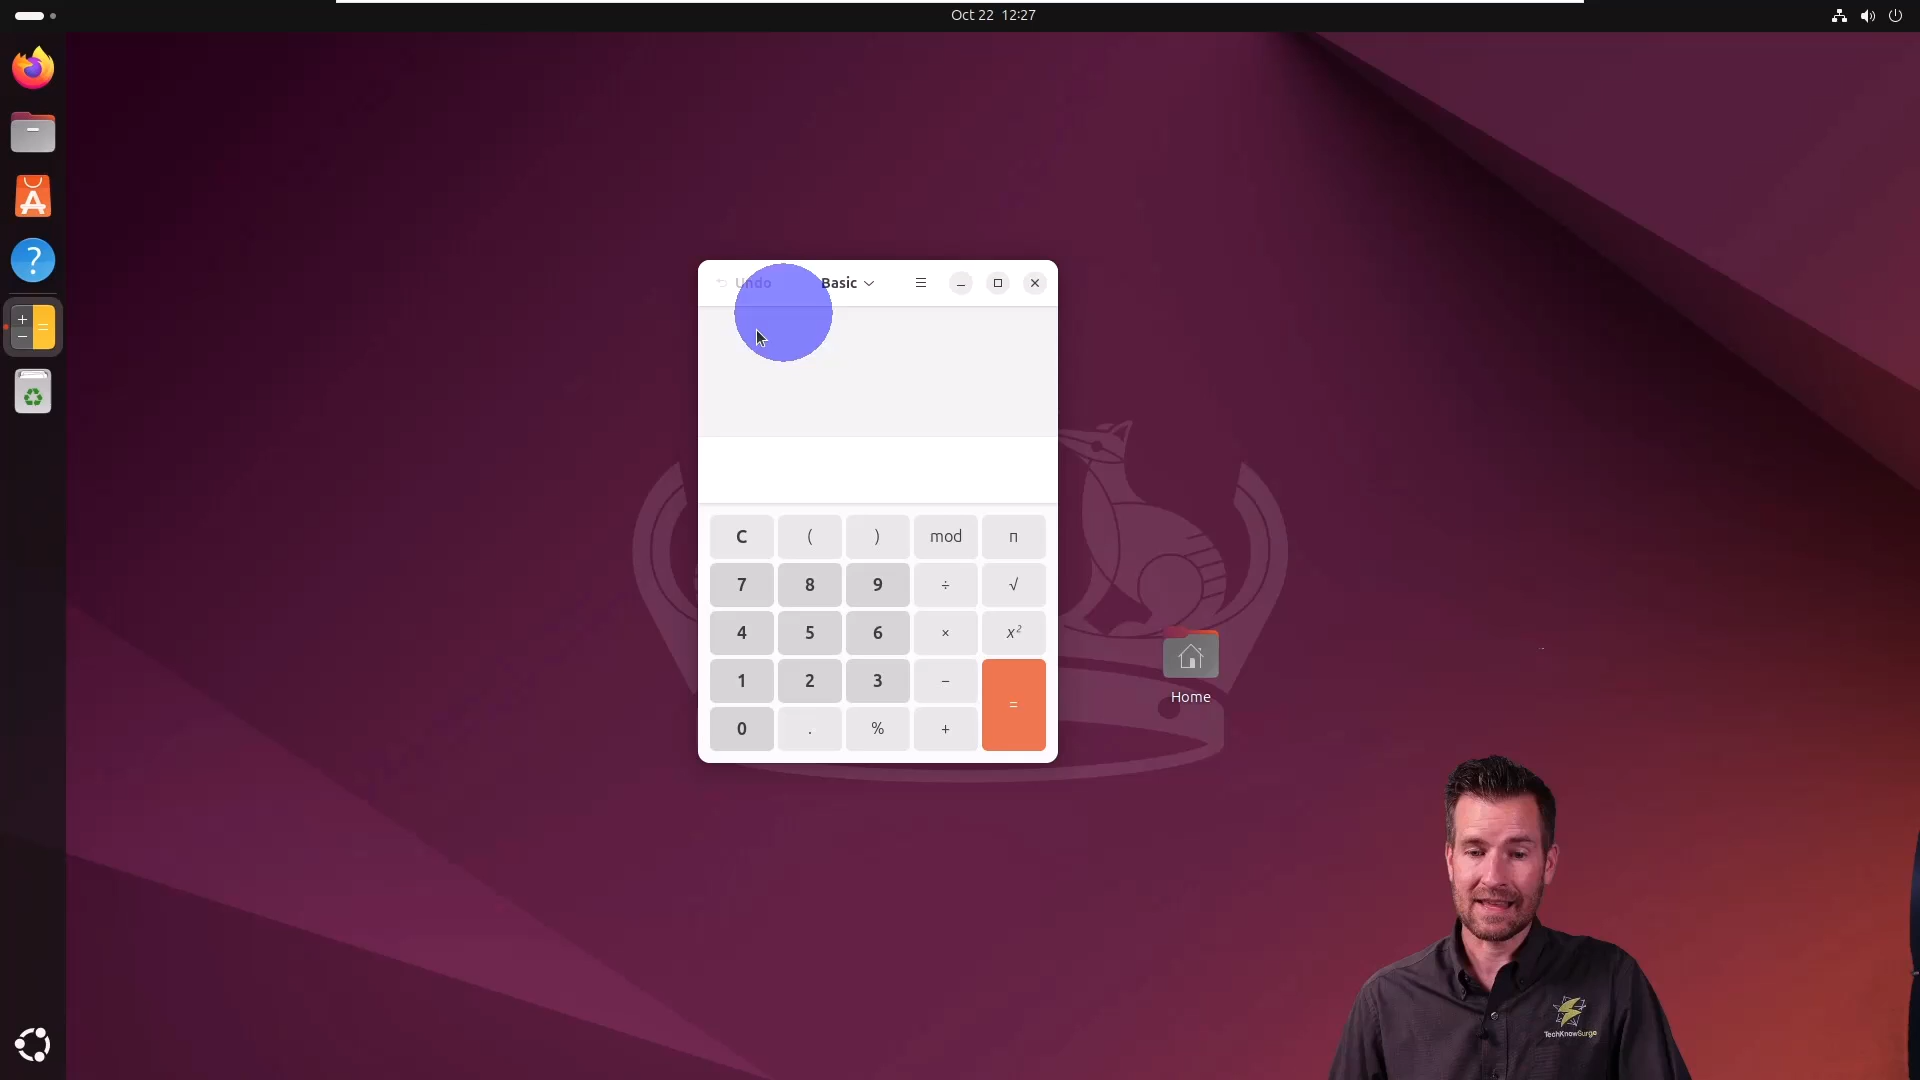 Oct 22 12:27
Undo
Basic
C ( ) mod π
7 8 9 ÷ √
4 5 6 × x²
1 2 3 − =
0 . % +
Home
TechKnowSurge